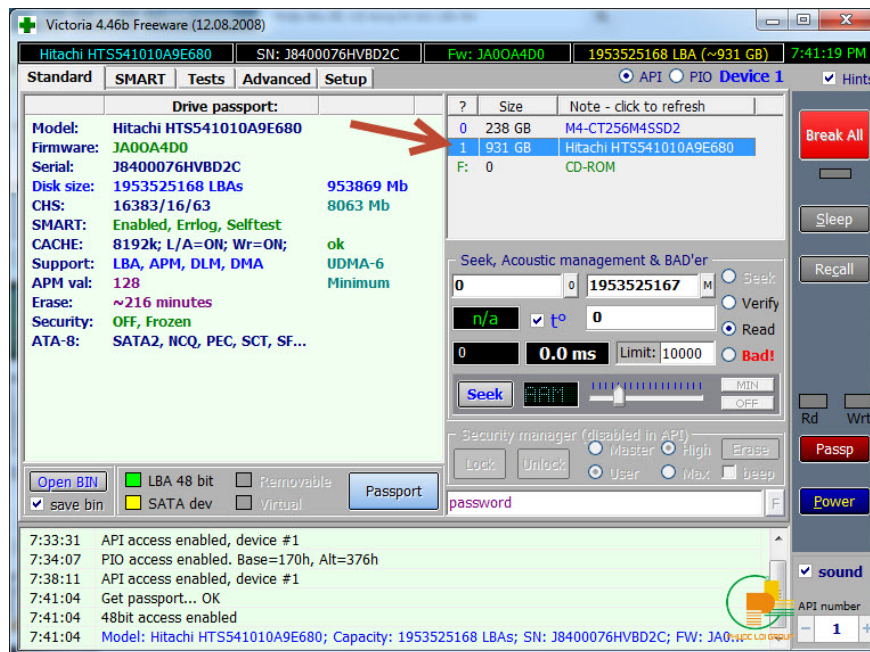 Victoria 4.46b Freeware (12.08.2008)
Hitachi HTS541010A9E680 SN: J8400076HVBD2C Fw: JA0OA4D0 1953525168 LBA (~931 GB) 7:41:19 PM
Standard SMART Tests Advanced Setup API PIO Device 1 Hints
Drive passport:
Model: Hitachi HTS541010A9E680
Firmware: JA0OA4D0
Serial: J8400076HVBD2C
Disk size: 1953525168 LBAs 953869 Mb
CHS: 16383/16/63 8063 Mb
SMART: Enabled, Errlog, Selftest
CACHE: 8192k; L/A=ON; Wr=ON; ok
Support: LBA, APM, DLM, DMA UDMA-6
APM val: 128 Minimum
Erase: ~216 minutes
Security: OFF, Frozen
ATA-8: SATA2, NCQ, PEC, SCT, SF...
? Size Note - click to refresh
0 238 GB M4-CT256M4SSD2
1 931 GB Hitachi HTS541010A9E680
F: 0 CD-ROM
Seek, Acoustic management & BAD'er
0 0 1953525167 M Seek
Verify
n/a t° 0
Read
0 0.0 ms Limit: 10000 Bad!
Seek AAM MIN
OFF
Security manager (disabled in API)
Lock Unlock Master High Erase
User Max beep
password F
Open BIN LBA 48 bit Removable Passport
save bin SATA dev Virtual
Break All
Sleep
Recall
Rd Wrt
Passp
Power
sound
API number
- 1 +
7:33:31 API access enabled, device #1
7:34:07 PIO access enabled. Base=170h, Alt=376h
7:38:11 API access enabled, device #1
7:41:04 Get passport... OK
7:41:04 48bit access enabled
7:41:04 Model: Hitachi HTS541010A9E680; Capacity: 1953525168 LBAs; SN: J8400076HVBD2C; FW: JA0...
PHUOC LOI GROUP